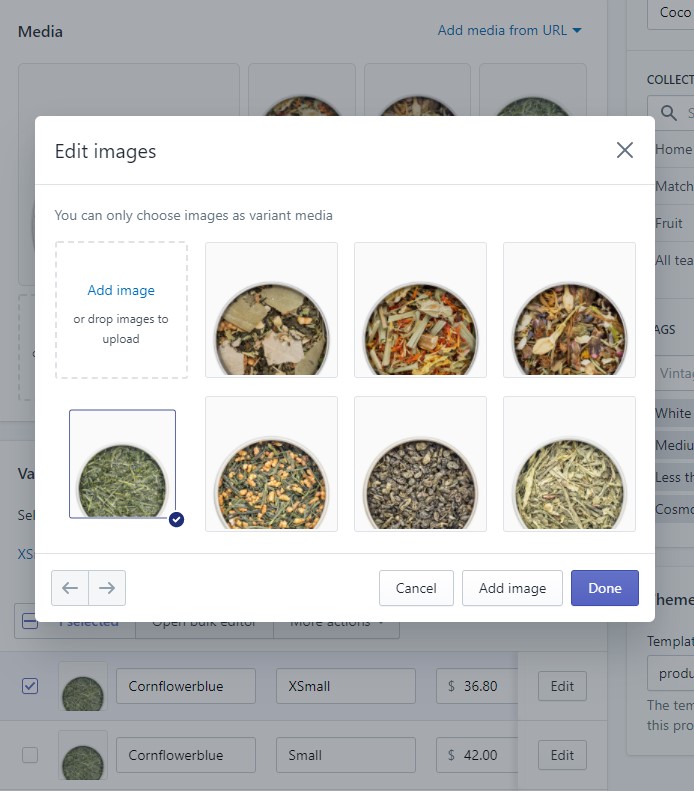 Media
Add media from URL
Coco
COLLECT
Edit images
Home
Match
Fruit
All tea
You can only choose images as variant media
Add image
or drop images to
upload
AGS
Vintag
White
Mediu
Less th
Cosmo
Va
Sel
XS
Cancel
Add image
Done
heme
1 selected
Open bulk editor
More actions
Templat
produ
The tem
this pro
Cornflowerblue
XSmall
$ 36.80
Edit
Cornflowerblue
Small
$ 42.00
Edit